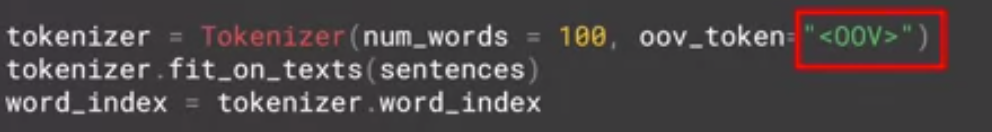 tokenizer = Tokenizer(num_words = 100, oov_token="<OOV>")
tokenizer.fit_on_texts(sentences)
word_index = tokenizer.word_index